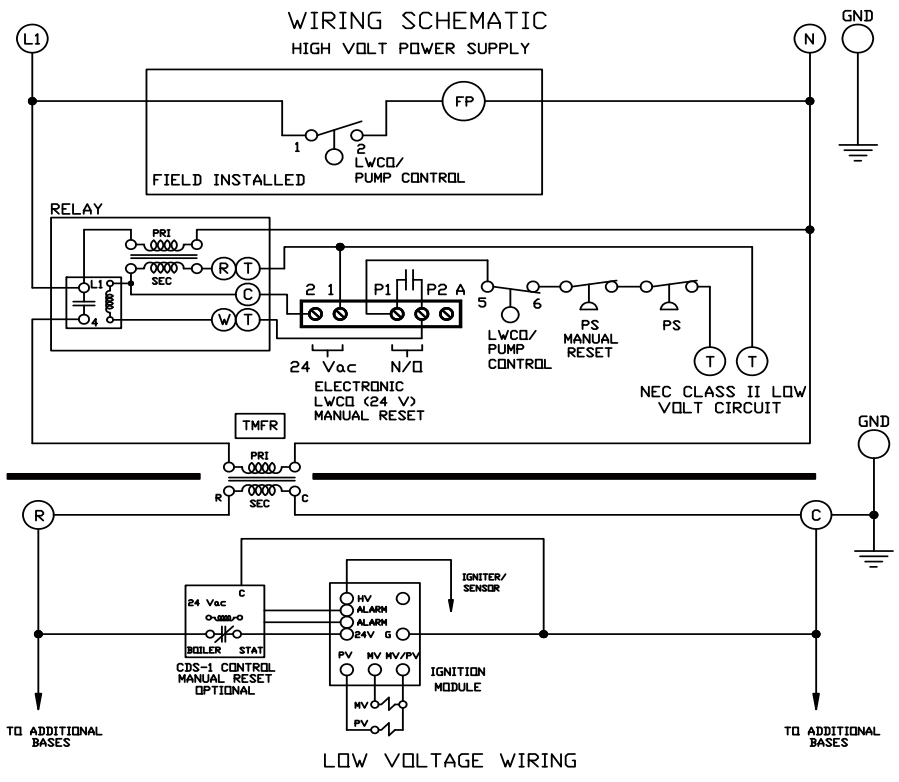 WIRING SCHEMATIC
HIGH VOLT POWER SUPPLY
L1
N
GND
FP
1
2
LWCO/
PUMP CONTROL
FIELD INSTALLED
RELAY
PRI
SEC
R T
C
W T
L1
4
2 1
P1
P2 A
5
6
24 Vac
N/O
ELECTRONIC
LWCO (24 V)
MANUAL RESET
LWCO/
PUMP
CONTROL
PS
MANUAL
RESET
PS
T
T
NEC CLASS II LOW
VOLT CIRCUIT
TMFR
PRI
R
C
SEC
GND
R
C
C
24 Vac
BOILER STAT
CDS-1 CONTROL
MANUAL RESET
OPTIONAL
HV
ALARM
ALARM
24V G
PV MV MV/PV
IGNITER/
SENSOR
IGNITION
MODULE
MV
PV
TO ADDITIONAL
BASES
TO ADDITIONAL
BASES
LOW VOLTAGE WIRING